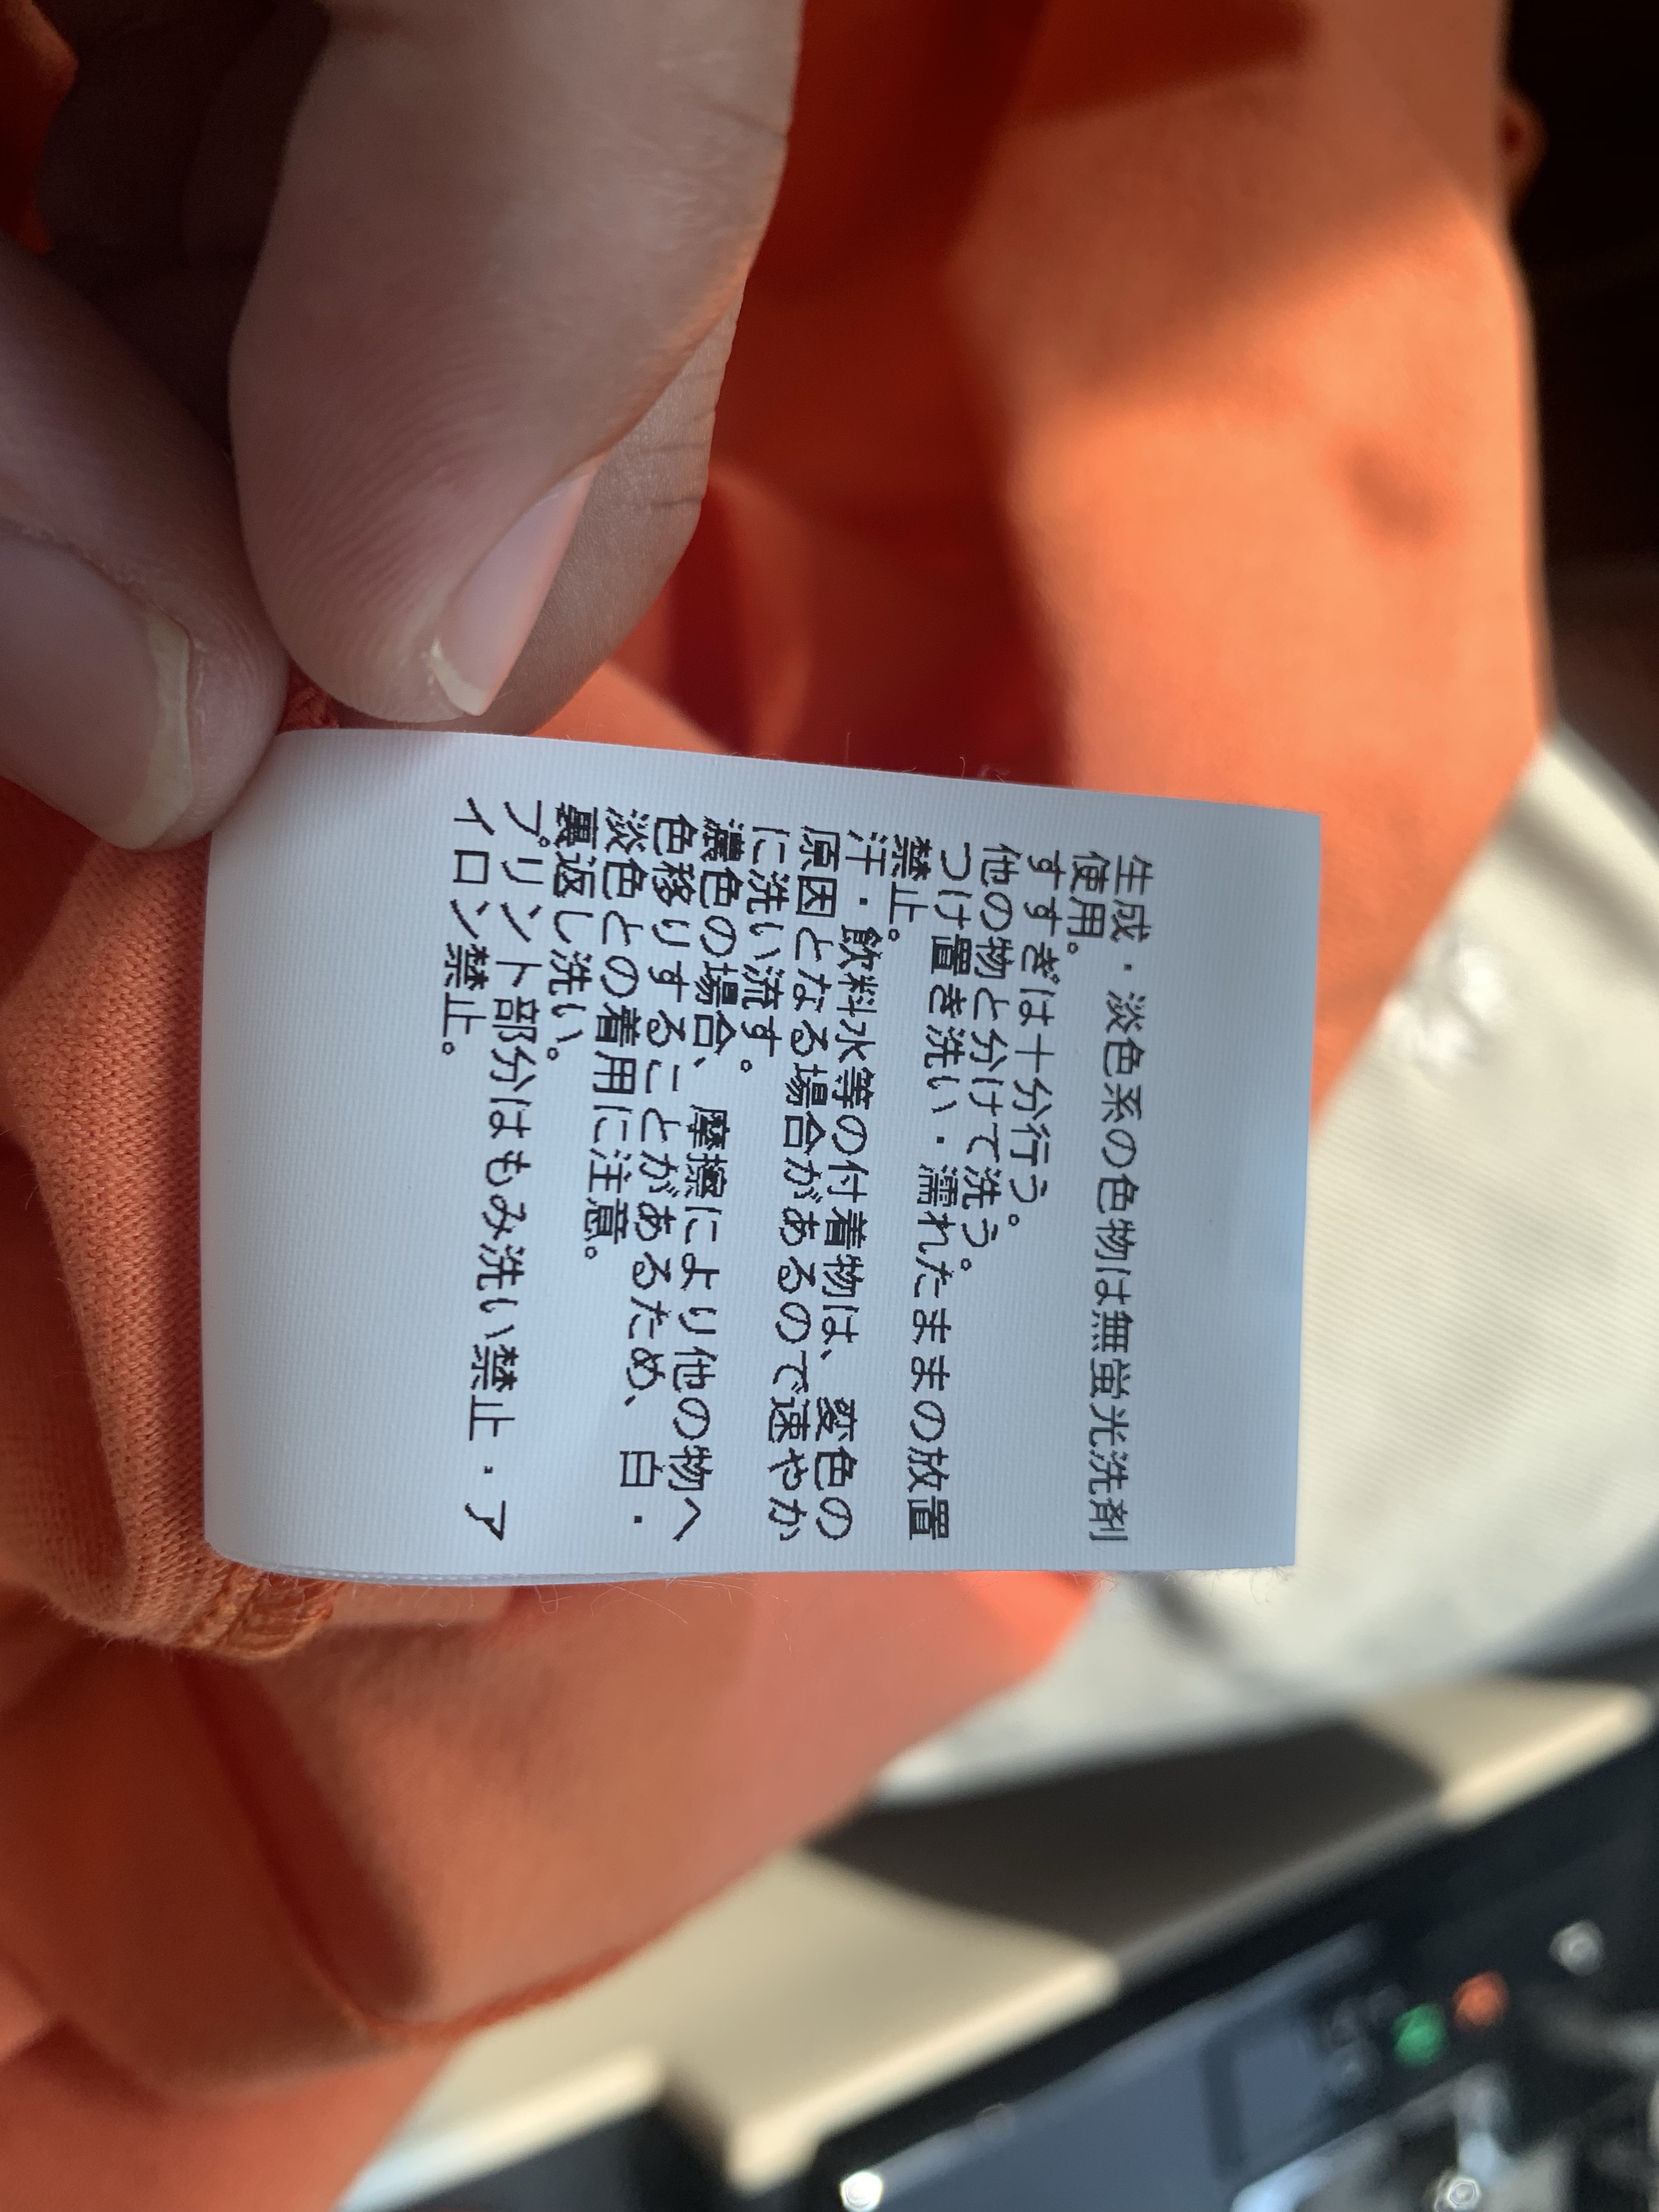 生成・淡色系の色物は無蛍光洗剤
使用。
すすぎは十分行う。
他の物と分けて洗う。
つけ置き洗い・濡れたままの放置
禁止。
汗・飲料水等の付着物は、変色の
原因となる場合があるので速やか
に洗い流す。
濃色の場合、摩擦により他の物へ
色移りすることがあるため、白・
淡色との着用に注意。
裏返し洗い。
プリント部分はもみ洗い禁止・ア
イロン禁止。